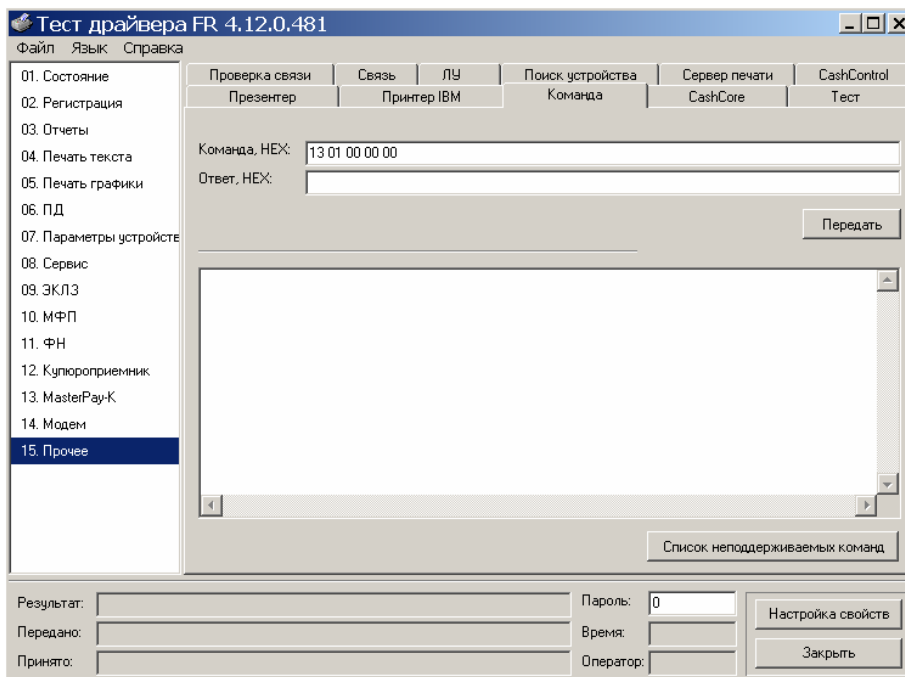 Тест драйвера FR 4.12.0.481
Файл Язык Справка
01. Состояние
02. Регистрация
03. Отчеты
04. Печать текста
05. Печать графики
06. ПД
07. Параметры устройств
08. Сервис
09. ЭКЛЗ
10. МФП
11. ФН
12. Купюроприемник
13. MasterPay-K
14. Модем
15. Прочее
Проверка связи Связь ЛУ Поиск устройства Сервер печати CashControl
Презентер Принтер IBM Команда CashCore Тест
Команда, HEX: 13 01 00 00 00
Ответ, HEX:
Передать
Список неподдерживаемых команд
Результат:
Передано:
Принято:
Пароль: 0
Время:
Оператор:
Настройка свойств
Закрыть